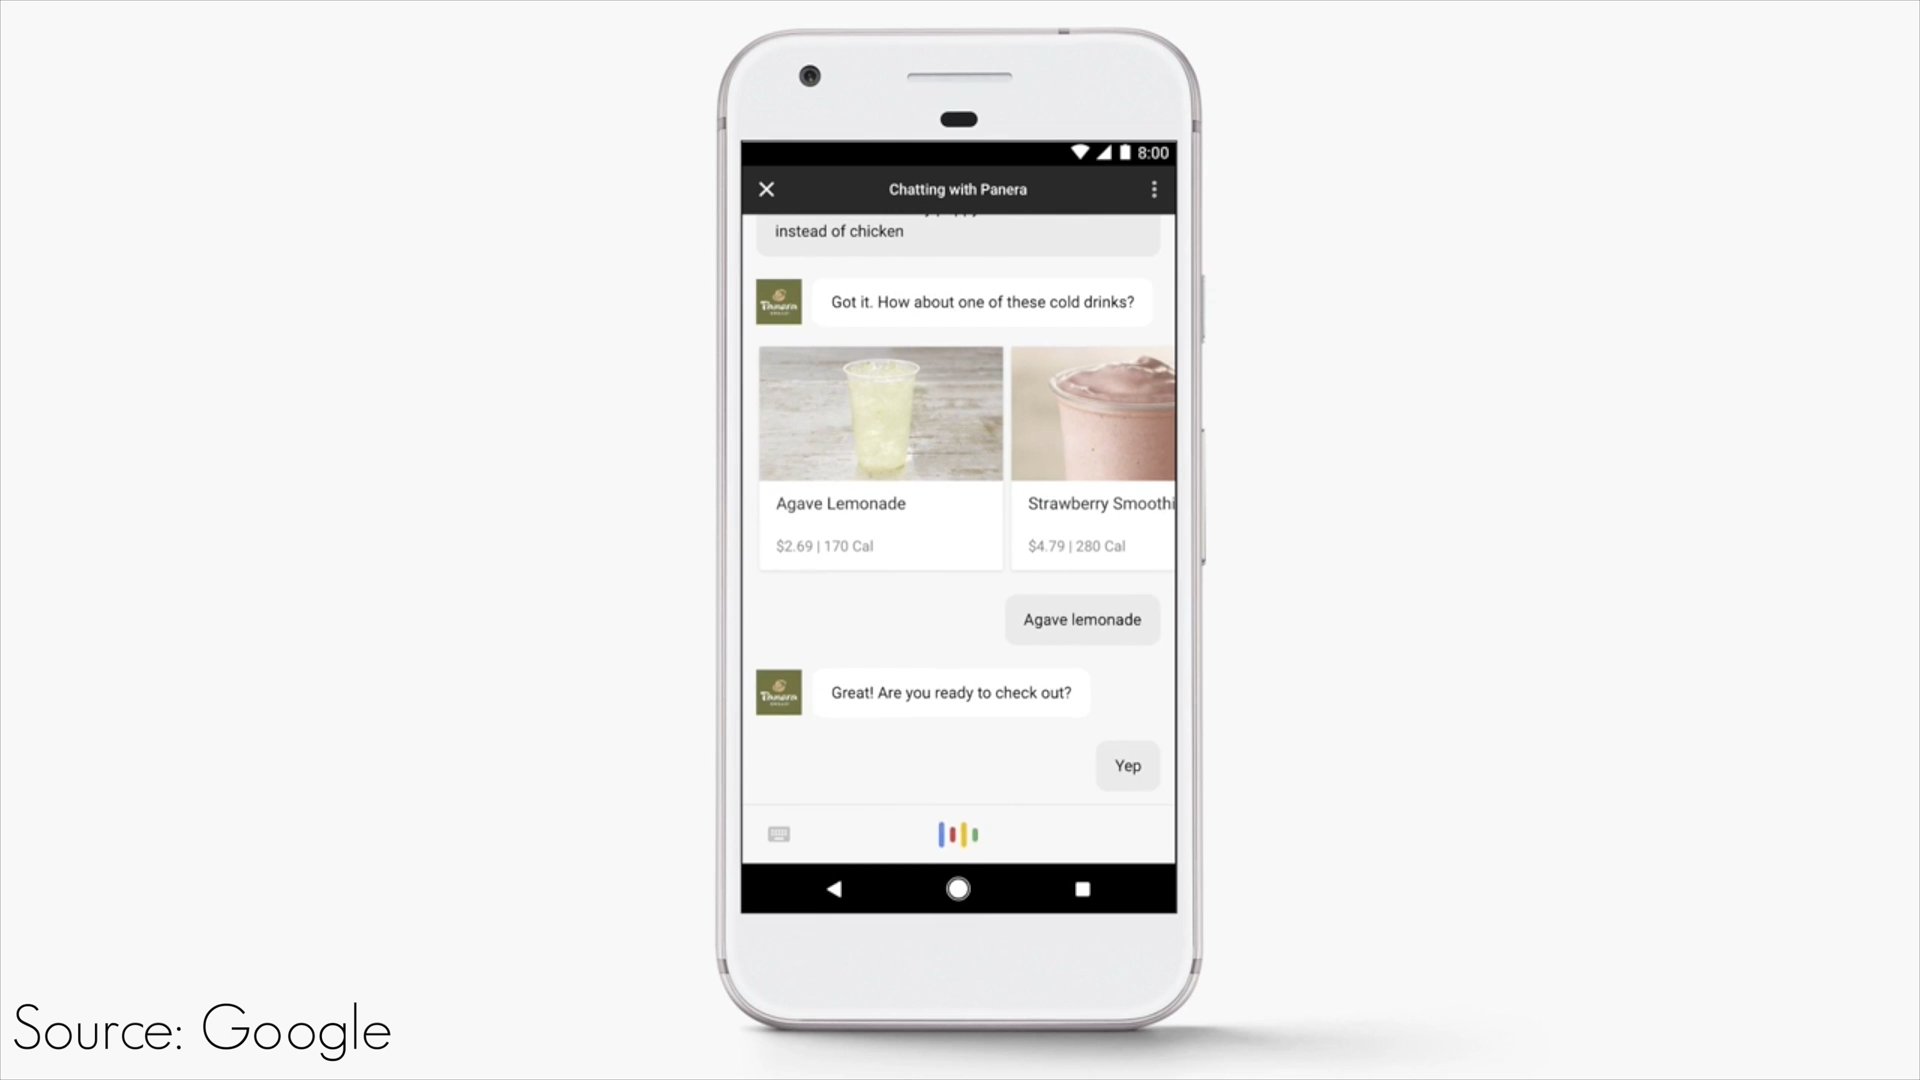 8:00
Chatting with Panera
instead of chicken
Panera
Got it. How about one of these cold drinks?
Agave Lemonade
$2.69 | 170 Cal
Strawberry Smoothi
$4.79 | 280 Cal
Agave lemonade
Panera
Great! Are you ready to check out?
Yep
Source: Google